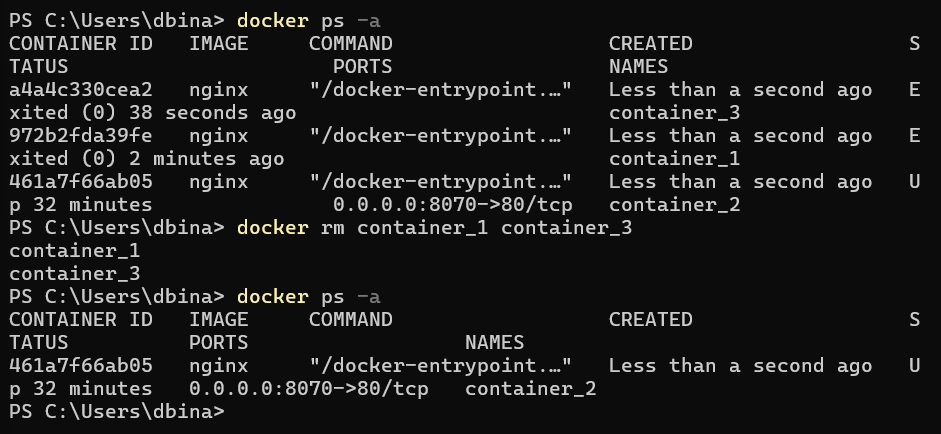 PS C:\Users\dbina> docker ps -a
CONTAINER ID   IMAGE     COMMAND                  CREATED                  S
TATUS                      PORTS                  NAMES
a4a4c330cea2   nginx     "/docker-entrypoint.…"   Less than a second ago   E
xited (0) 38 seconds ago                          container_3
972b2fda39fe   nginx     "/docker-entrypoint.…"   Less than a second ago   E
xited (0) 2 minutes ago                           container_1
461a7f66ab05   nginx     "/docker-entrypoint.…"   Less than a second ago   U
p 32 minutes               0.0.0.0:8070->80/tcp   container_2
PS C:\Users\dbina> docker rm container_1 container_3
container_1
container_3
PS C:\Users\dbina> docker ps -a
CONTAINER ID   IMAGE     COMMAND                  CREATED                  S
TATUS          PORTS                  NAMES
461a7f66ab05   nginx     "/docker-entrypoint.…"   Less than a second ago   U
p 32 minutes   0.0.0.0:8070->80/tcp   container_2
PS C:\Users\dbina>